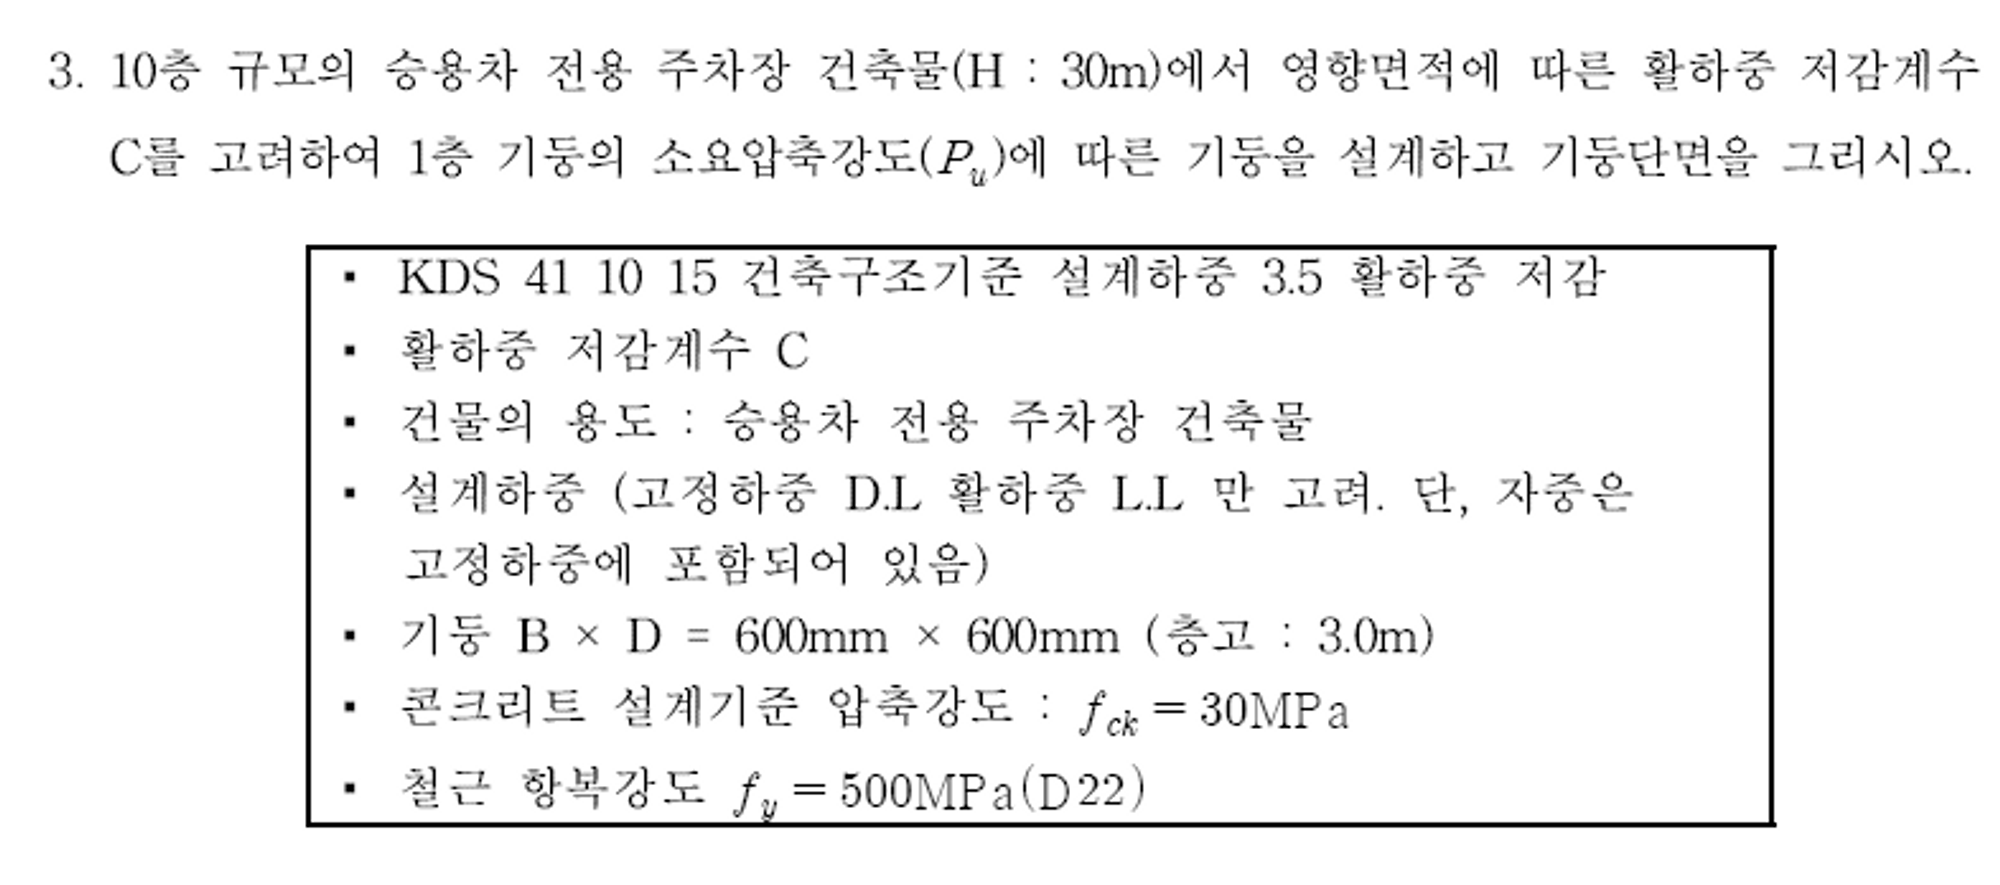 3. 10층 규모의 승용차 전용 주차장 건축물(H : 30m)에서 영향면적에 따른 활하중 저감계수
C를 고려하여 1층 기둥의 소요압축강도(P_u)에 따른 기둥을 설계하고 기둥단면을 그리시오.
▪ KDS 41 10 15 건축구조기준 설계하중 3.5 활하중 저감
▪ 활하중 저감계수 C
▪ 건물의 용도 : 승용차 전용 주차장 건축물
▪ 설계하중 (고정하중 D.L 활하중 L.L 만 고려. 단, 자중은
고정하중에 포함되어 있음)
▪ 기둥 B × D = 600mm × 600mm (층고 : 3.0m)
▪ 콘크리트 설계기준 압축강도 : f_ck = 30MPa
▪ 철근 항복강도 f_y = 500MPa(D22)